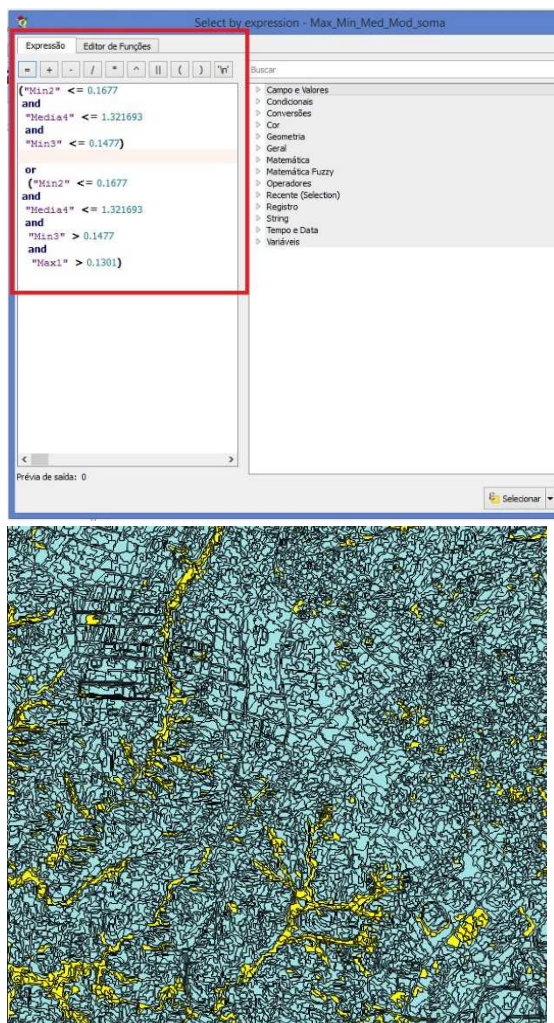 Select by expression - Max_Min_Med_Mod_soma
Expressão Editor de Funções
= + - / * ^ || ( ) '\n'
("Min2" <= 0.1677
and
"Media4" <= 1.321693
and
"Min3" <= 0.1477)
or
("Min2" <= 0.1677
and
"Media4" <= 1.321693
and
"Min3" > 0.1477
and
"Max1" > 0.1301)
Buscar
Campo e Valores
Condicionais
Conversões
Cor
Geometria
Geral
Matemática
Matemática Fuzzy
Operadores
Recente (Selection)
Registro
String
Tempo e Data
Variáveis
Prévia de saída: 0
Selecionar